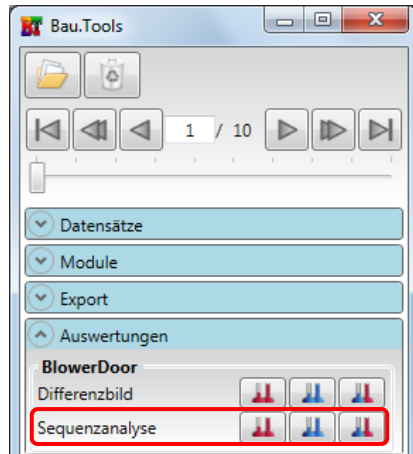 BT Bau.Tools
1 / 10
Datensätze
Module
Export
Auswertungen
BlowerDoor
Differenzbild
Sequenzanalyse